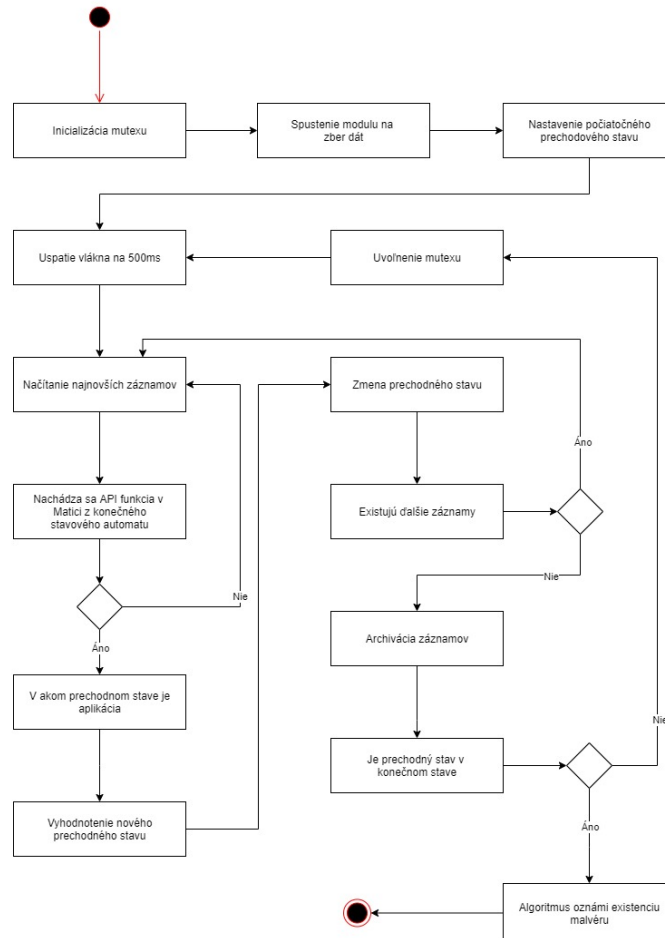 Inicializácia mutexu
Spustenie modulu na
zber dát
Nastavenie počiatočného
prechodového stavu
Uspatie vlákna na 500ms
Uvoľnenie mutexu
Načítanie najnovších záznamov
Zmena prechodného stavu
Áno
Nachádza sa API funkcia v
Matici z konečného
stavového automatu
Existujú ďalšie záznamy
Nie
Nie
Áno
Archivácia záznamov
V akom prechodnom stave je
aplikácia
Nie
Je prechodný stav v
konečnom stave
Vyhodnotenie nového
prechodného stavu
Áno
Algoritmus oznámi existenciu
malvéru